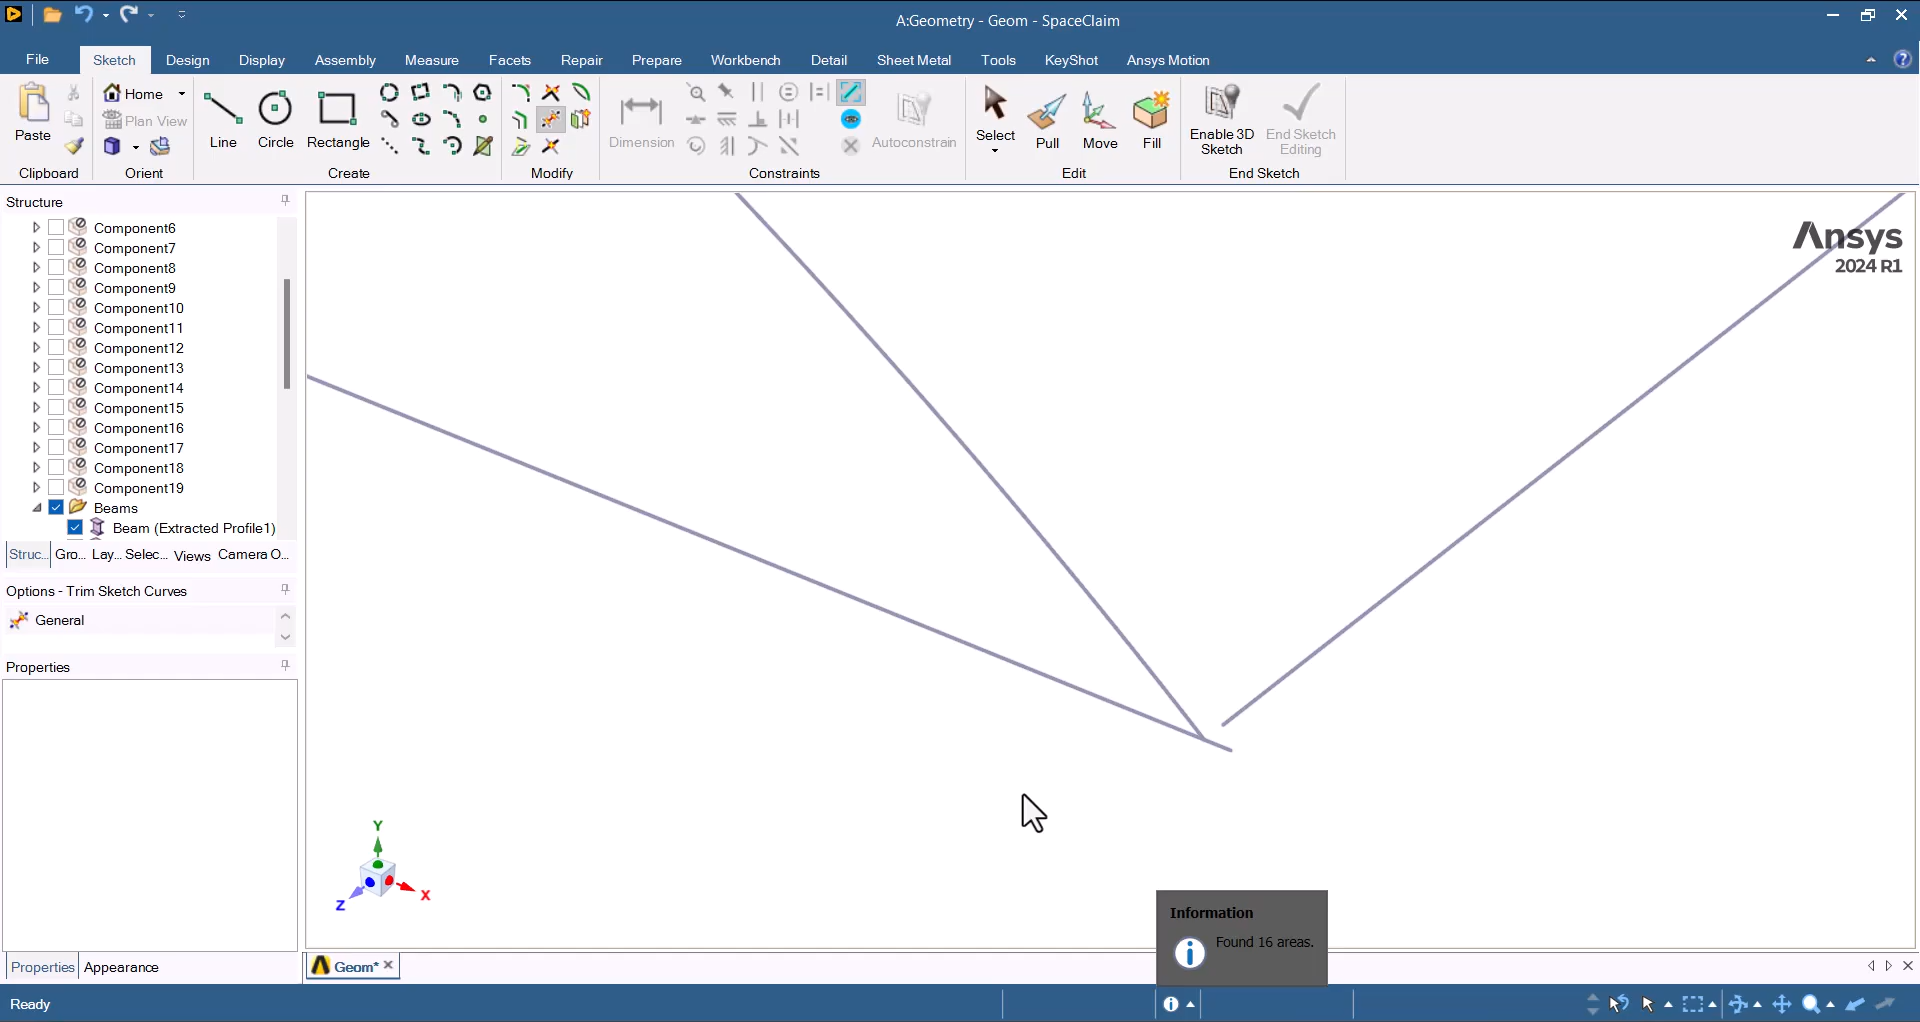 A:Geometry - Geom - SpaceClaim
File Sketch Design Display Assembly Measure Facets Repair Prepare Workbench Detail Sheet Metal Tools KeyShot Ansys Motion
Paste
Clipboard
Home
Plan View
Orient
Line Circle Rectangle
Create
Modify
Dimension
Autoconstrain
Constraints
Select Pull Move Fill
Edit
Enable 3D
Sketch
End Sketch
Editing
End Sketch
Structure
Component6
Component7
Component8
Component9
Component10
Component11
Component12
Component13
Component14
Component15
Component16
Component17
Component18
Component19
Beams
Beam (Extracted Profile1)
Struc... Gro... Lay... Selec... Views Camera O...
Options - Trim Sketch Curves
General
Properties
Properties Appearance
Ansys
2024 R1
Y
Z
X
Information
Found 16 areas.
Geom*
Ready